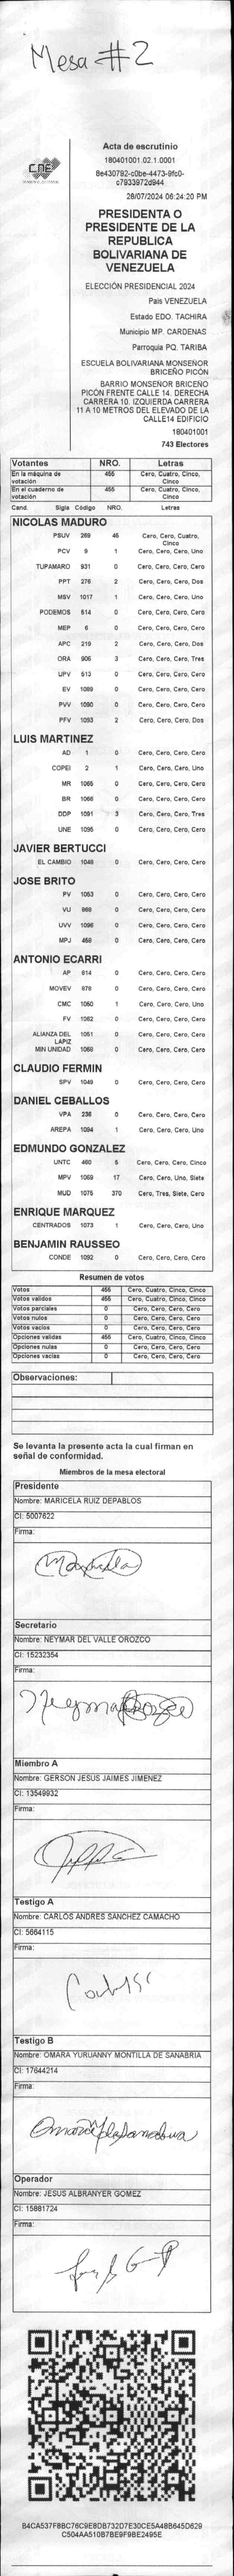 Mesa #2
CNE
Acta de escrutinio
180401001.02.1.0001
8e430792-c0be-4473-9fc0-
c7933972d944
28/07/2024 06:24:20 PM
PRESIDENTA O
PRESIDENTE DE LA
REPUBLICA
BOLIVARIANA DE
VENEZUELA
ELECCIÓN PRESIDENCIAL 2024
Pais VENEZUELA
Estado EDO. TACHIRA
Municipio MP. CARDENAS
Parroquia PQ. TARIBA
ESCUELA BOLIVARIANA MONSEÑOR
BRICEÑO PICÓN
BARRIO MONSEÑOR BRICEÑO
PICÓN FRENTE CALLE 14. DERECHA
CARRERA 10. IZQUIERDA CARRERA
11 A 10 METROS DEL ELEVADO DE LA
CALLE14 EDIFICIO
180401001
743 Electores
Votantes NRO. Letras
En la máquina de votación 455 Cero, Cuatro, Cinco, Cinco
En el cuaderno de votación 455 Cero, Cuatro, Cinco, Cinco
Cand. Sigla Código NRO. Letras
NICOLAS MADURO
PSUV 269 45 Cero, Cero, Cuatro, Cinco
PCV 9 1 Cero, Cero, Cero, Uno
TUPAMARO 931 0 Cero, Cero, Cero, Cero
PPT 276 2 Cero, Cero, Cero, Dos
MSV 1017 1 Cero, Cero, Cero, Uno
PODEMOS 514 0 Cero, Cero, Cero, Cero
MEP 6 0 Cero, Cero, Cero, Cero
APC 219 2 Cero, Cero, Cero, Dos
ORA 906 3 Cero, Cero, Cero, Tres
UPV 513 0 Cero, Cero, Cero, Cero
EV 1089 0 Cero, Cero, Cero, Cero
PVV 1090 0 Cero, Cero, Cero, Cero
PFV 1093 2 Cero, Cero, Cero, Dos
LUIS MARTINEZ
AD 1 0 Cero, Cero, Cero, Cero
COPEI 2 1 Cero, Cero, Cero, Uno
MR 1065 0 Cero, Cero, Cero, Cero
BR 1066 0 Cero, Cero, Cero, Cero
DDP 1091 3 Cero, Cero, Cero, Tres
UNE 1095 0 Cero, Cero, Cero, Cero
JAVIER BERTUCCI
EL CAMBIO 1048 0 Cero, Cero, Cero, Cero
JOSE BRITO
PV 1053 0 Cero, Cero, Cero, Cero
VU 868 0 Cero, Cero, Cero, Cero
UVV 1096 0 Cero, Cero, Cero, Cero
MPJ 459 0 Cero, Cero, Cero, Cero
ANTONIO ECARRI
AP 814 0 Cero, Cero, Cero, Cero
MOVEV 978 0 Cero, Cero, Cero, Cero
CMC 1050 1 Cero, Cero, Cero, Uno
FV 1052 0 Cero, Cero, Cero, Cero
ALIANZA DEL LAPIZ 1051 0 Cero, Cero, Cero, Cero
MIN UNIDAD 1068 0 Cero, Cero, Cero, Cero
CLAUDIO FERMIN
SPV 1049 0 Cero, Cero, Cero, Cero
DANIEL CEBALLOS
VPA 236 0 Cero, Cero, Cero, Cero
AREPA 1094 1 Cero, Cero, Cero, Uno
EDMUNDO GONZALEZ
UNTC 460 5 Cero, Cero, Cero, Cinco
MPV 1069 17 Cero, Cero, Uno, Siete
MUD 1075 370 Cero, Tres, Siete, Cero
ENRIQUE MARQUEZ
CENTRADOS 1073 1 Cero, Cero, Cero, Uno
BENJAMIN RAUSSEO
CONDE 1092 0 Cero, Cero, Cero, Cero
Resumen de votos
Votos 455 Cero, Cuatro, Cinco, Cinco
Votos validos 455 Cero, Cuatro, Cinco, Cinco
Votos parciales 0 Cero, Cero, Cero, Cero
Votos nulos 0 Cero, Cero, Cero, Cero
Votos vacios 0 Cero, Cero, Cero, Cero
Opciones validas 455 Cero, Cuatro, Cinco, Cinco
Opciones nulas 0 Cero, Cero, Cero, Cero
Opciones vacias 0 Cero, Cero, Cero, Cero
Observaciones:
Se levanta la presente acta la cual firman en
señal de conformidad.
Miembros de la mesa electoral
Presidente
Nombre: MARICELA RUIZ DEPABLOS
CI: 5007622
Firma:
Secretario
Nombre: NEYMAR DEL VALLE OROZCO
CI: 15232354
Firma:
Miembro A
Nombre: GERSON JESUS JAIMES JIMENEZ
CI: 13549932
Firma:
Testigo A
Nombre: CARLOS ANDRES SANCHEZ CAMACHO
CI: 5664115
Firma:
Testigo B
Nombre: OMARA YURUANNY MONTILLA DE SANABRIA
CI: 17644214
Firma:
Operador
Nombre: JESUS ALBRANYER GOMEZ
CI: 15881724
Firma:
B4CA537F8BC76C9E8DB732D7E30CE5A48B645D629
C504AA510B7BE9F9BE2495E